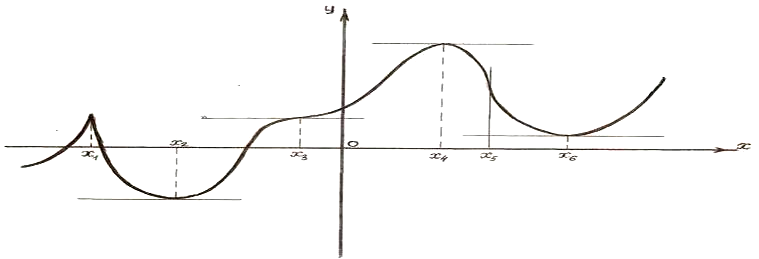 y
x₂ O x
x₁ x₃ x₄ x₅ x₆